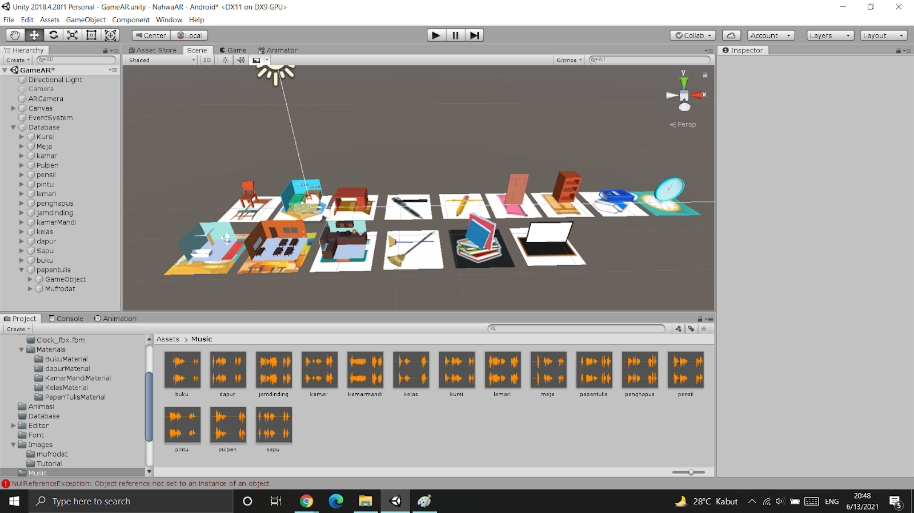 Unity 2018.4.28f1 Personal - GameAR.unity - NahwaAR - Android* <DX11 on DX9 GPU>
File Edit Assets GameObject Component Window Help
Center Local
Collab Account Layers Layout
Hierarchy
Asset Store Scene Game Animator
Inspector
Create All
Shaded 2D Gizmos All
GameAR*
Directional Light
Camera
ARCamera
Canvas
EventSystem
Database
Kursi
Meja
kamar
Pulpen
pensil
pintu
lemari
penghapus
jamdinding
kamarMandi
kelas
dapur
Sapu
buku
papantulis
GameObject
Mufrodat
y
x
Persp
Project Console Animation
Create
Clock_fbx.fbm
Materials
BukuMaterial
dapurMaterial
KamarMandiMaterial
KelasMaterial
PapanTulisMaterial
Animasi
Database
Editor
Font
Images
mufrodat
Tutorial
Music
Assets > Music
buku dapur jamdinding kamar kamarmandi kelas kursi lemari meja papantulis penghapus pensil
pintu pulpen sapu
NullReferenceException: Object reference not set to an instance of an object
Type here to search
28°C Kabut
20:48
6/13/2021